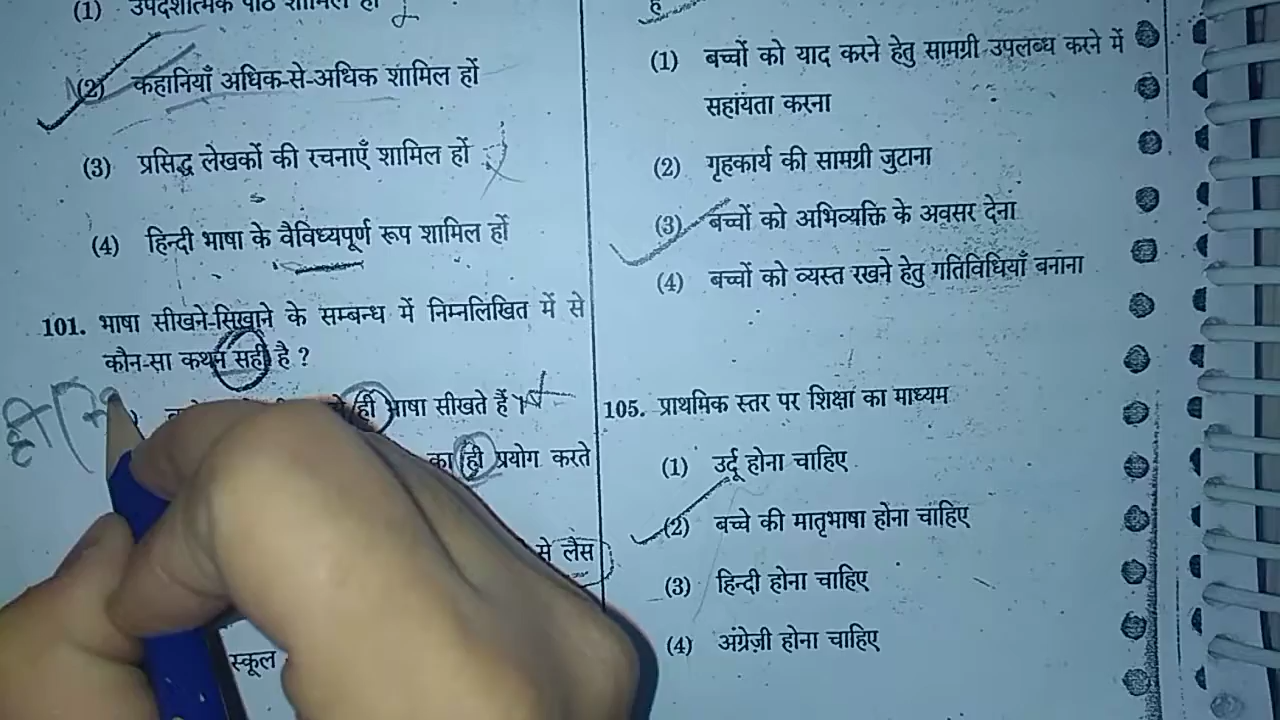 (1) उपदेशात्मक पाठ शामिल हों
(2) कहानियाँ अधिक-से-अधिक शामिल हों
(3) प्रसिद्ध लेखकों की रचनाएँ शामिल हों
(4) हिन्दी भाषा के वैविध्यपूर्ण रूप शामिल हों
101. भाषा सीखने-सिखाने के सम्बन्ध में निम्नलिखित में से
कौन-सा कथन सही है ?
ही भाषा सीखते हैं ।
का ही प्रयोग करते
से लैस
स्कूल
ही
है
(1) बच्चों को याद करने हेतु सामग्री उपलब्ध करने में
सहायता करना
(2) गृहकार्य की सामग्री जुटाना
(3) बच्चों को अभिव्यक्ति के अवसर देना
(4) बच्चों को व्यस्त रखने हेतु गतिविधियाँ बनाना
105. प्राथमिक स्तर पर शिक्षा का माध्यम
(1) उर्दू होना चाहिए
(2) बच्चे की मातृभाषा होना चाहिए
(3) हिन्दी होना चाहिए
(4) अंग्रेज़ी होना चाहिए